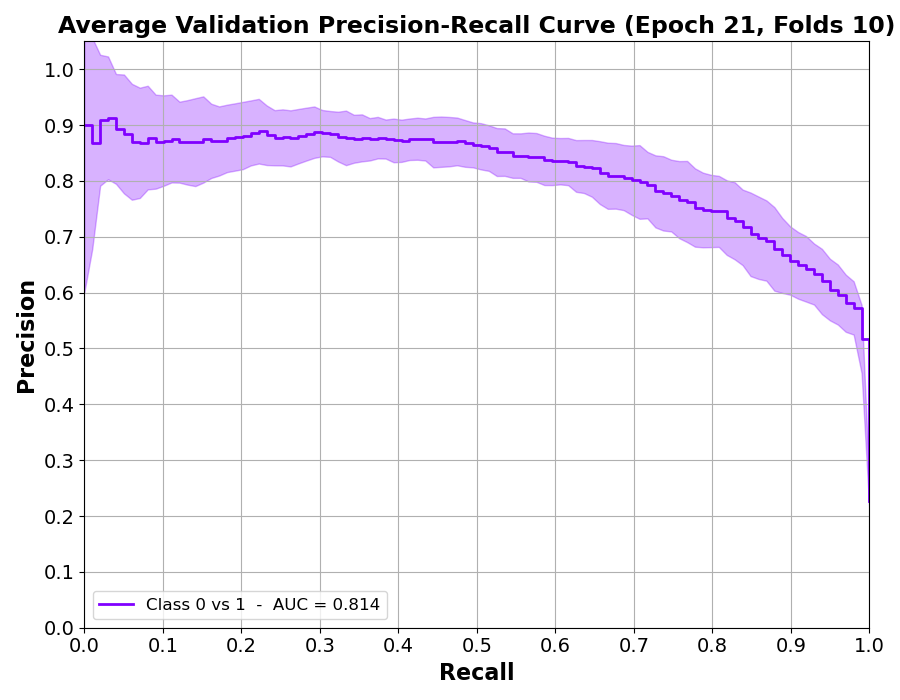 Average Validation Precision-Recall Curve (Epoch 21, Folds 10)
Precision
1.0
0.9
0.8
0.7
0.6
0.5
0.4
0.3
0.2
0.1
0.0
Class 0 vs 1 - AUC = 0.814
0.0 0.1 0.2 0.3 0.4 0.5 0.6 0.7 0.8 0.9 1.0
Recall